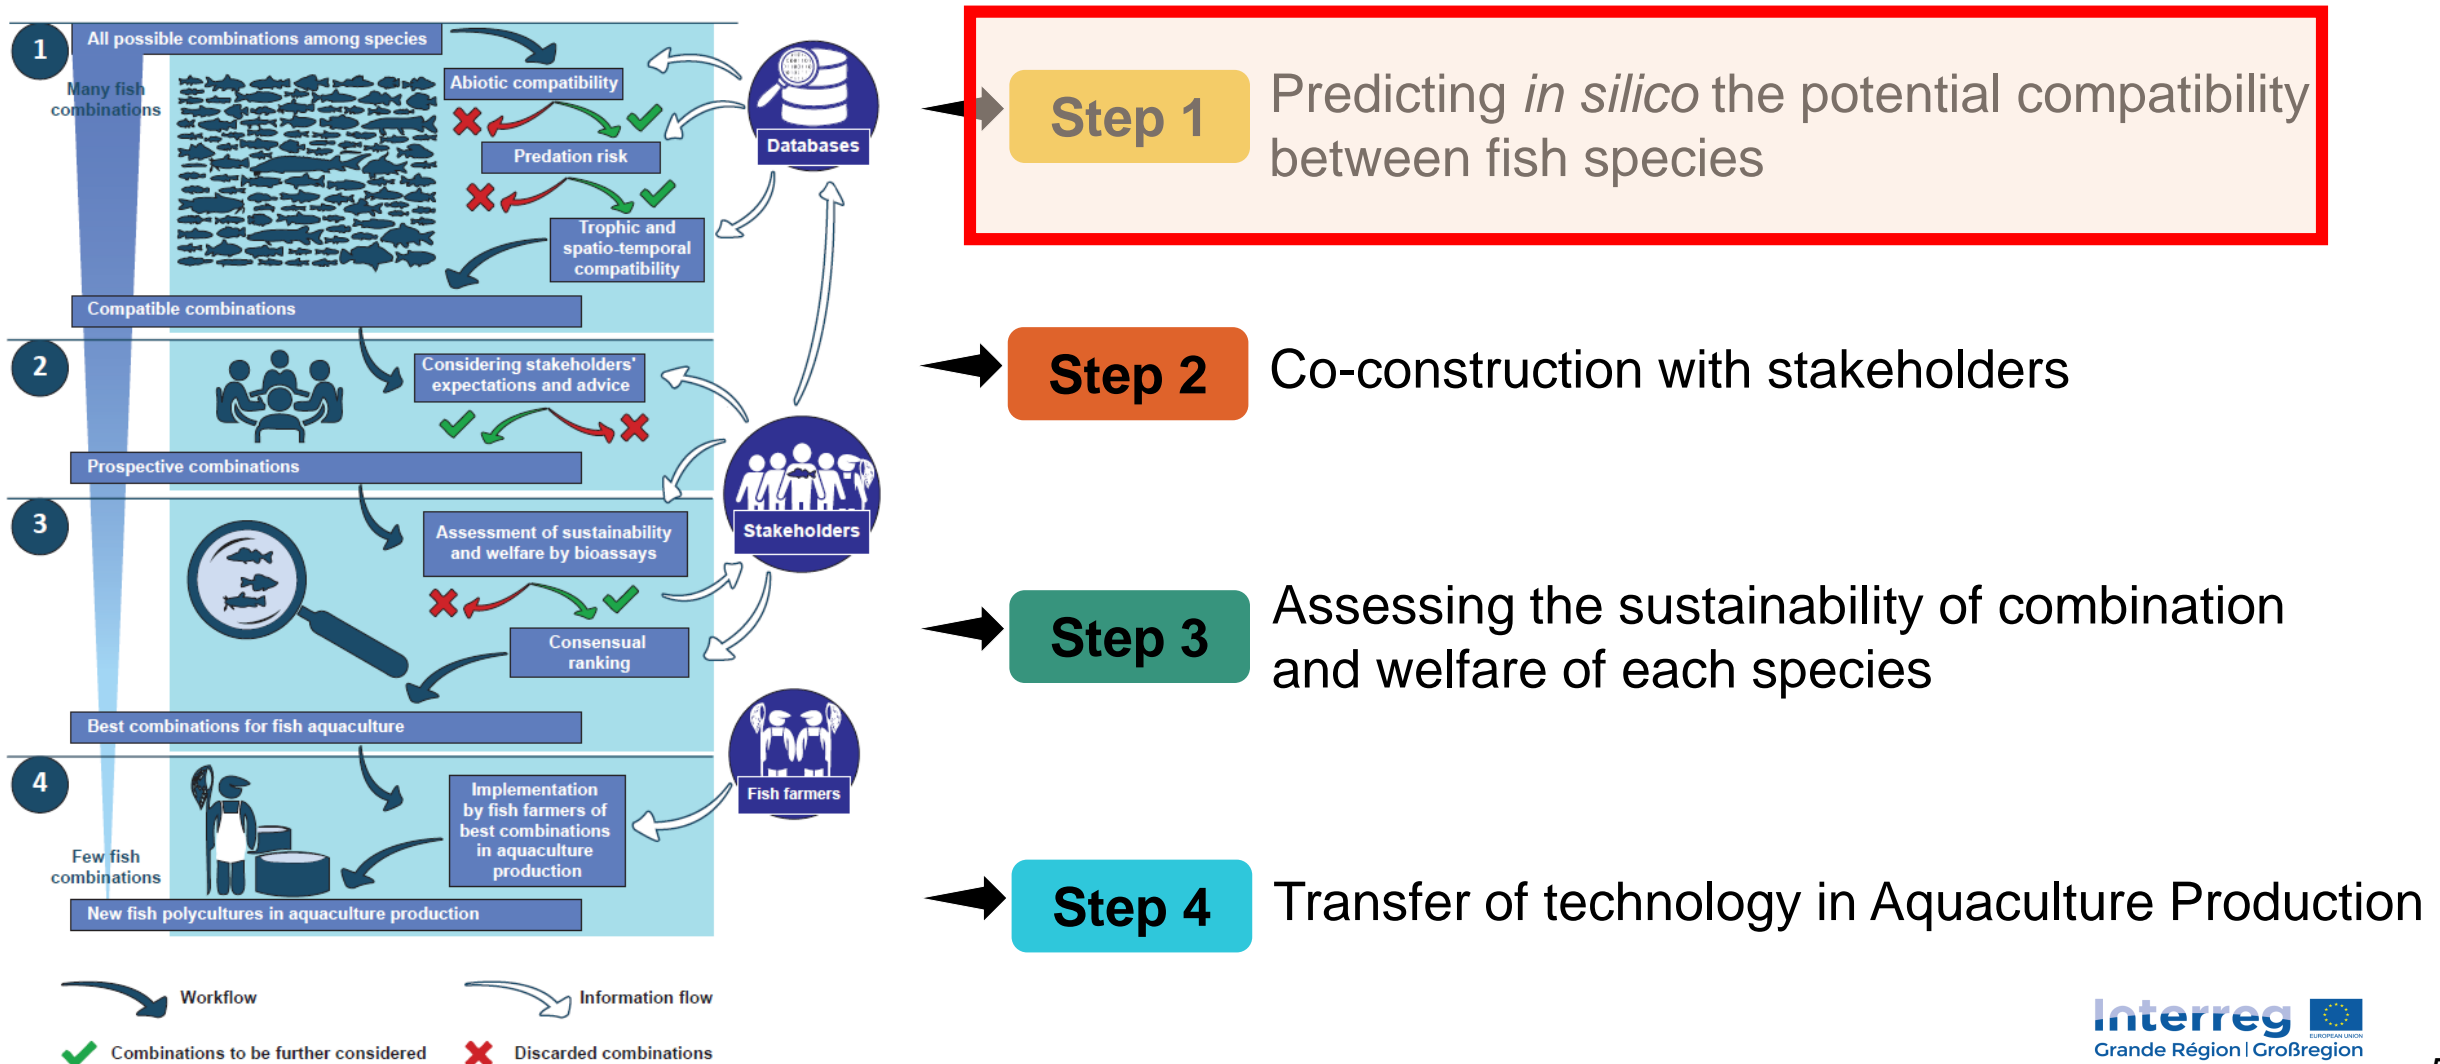 1
All possible combinations among species
Many fish
combinations
Abiotic compatibility
Predation risk
Trophic and
spatio-temporal
compatibility
Databases
Compatible combinations
2
Considering stakeholders'
expectations and advice
Prospective combinations
Stakeholders
3
Assessment of sustainability
and welfare by bioassays
Consensual
ranking
Best combinations for fish aquaculture
4
Implementation
by fish farmers of
best combinations
in aquaculture
production
Fish farmers
Few fish
combinations
New fish polycultures in aquaculture production
Workflow
Information flow
Combinations to be further considered
Discarded combinations
Step 1
Predicting in silico the potential compatibility
between fish species
Step 2
Co-construction with stakeholders
Step 3
Assessing the sustainability of combination
and welfare of each species
Step 4
Transfer of technology in Aquaculture Production
Interreg
EUROPEAN UNION
Grande Région | Großregion